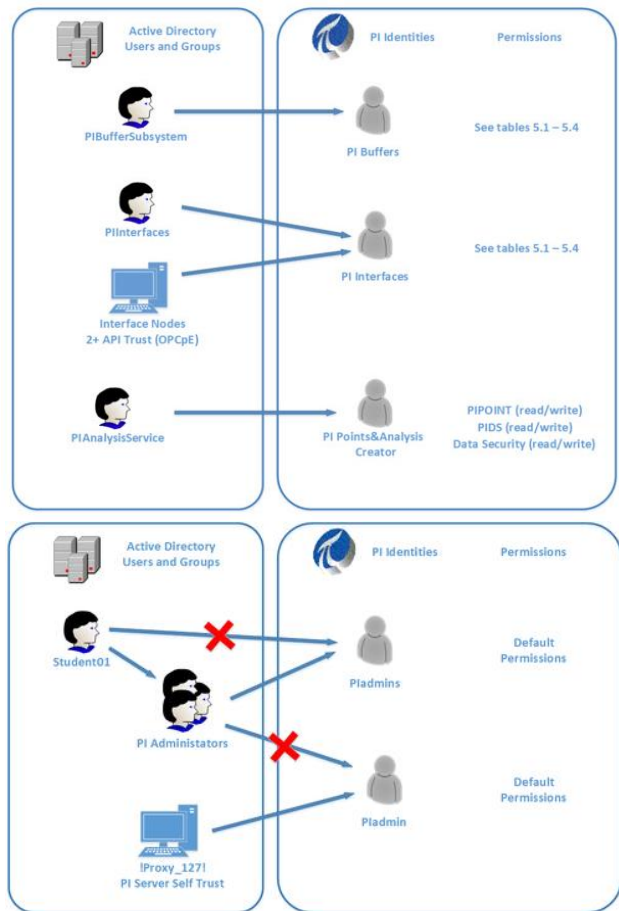 Active Directory
Users and Groups
PI Identities
Permissions
PIBufferSubsystem
PI Buffers
See tables 5.1 – 5.4
PIInterfaces
Interface Nodes
2+ API Trust (OPCpE)
PI Interfaces
See tables 5.1 – 5.4
PIAnalysisService
PI Points&Analysis
Creator
PIPOINT (read/write)
PIDS (read/write)
Data Security (read/write)
Active Directory
Users and Groups
PI Identities
Permissions
Student01
PI Administators
PIadmins
Default
Permissions
!Proxy_127!
PI Server Self Trust
PIadmin
Default
Permissions